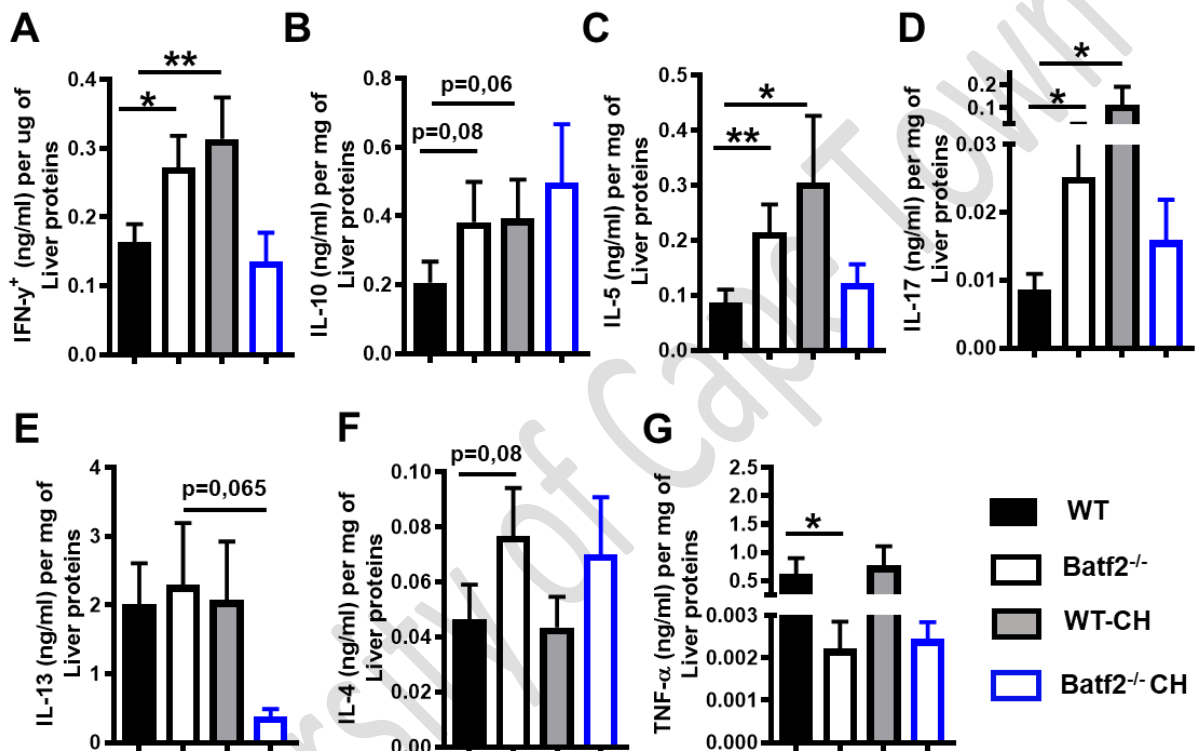 A
IFN-y⁺ (ng/ml) per ug of
Liver proteins
0.4
0.3
0.2
0.1
0.0
*
**
B
IL-10 (ng/ml) per mg of
Liver proteins
0.8
0.6
0.4
0.2
0.0
p=0,06
p=0,08
C
IL-5 (ng/ml) per mg of
Liver proteins
0.5
0.4
0.3
0.2
0.1
0.0
*
**
D
IL-17 (ng/ml) per mg of
Liver proteins
0.2
0.1
0.03
0.02
0.01
0.00
*
*
E
IL-13 (ng/ml) per mg of
Liver proteins
4
3
2
1
0
p=0,065
F
IL-4 (ng/ml) per mg of
Liver proteins
0.10
0.08
0.06
0.04
0.02
0.00
p=0,08
G
TNF-α (ng/ml) per mg of
Liver proteins
2.5
2.0
1.5
1.0
0.5
0.003
0.002
0.001
0.000
*
WT
Batf2⁻/⁻
WT-CH
Batf2⁻/⁻ CH
of Cape Town